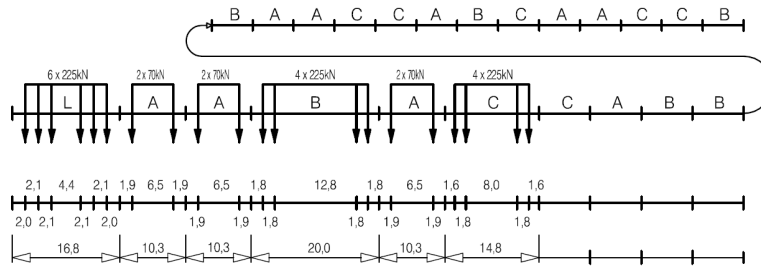 B A A C C A B C A A C C B
6 x 225kN 2 x 70kN 2 x 70kN 4 x 225kN 2 x 70kN 4 x 225kN
L A A B A C C A B B
2,1 4,4 2,1 1,9 6,5 1,9 6,5 1,8 12,8 1,8 6,5 1,6 8,0 1,6
2,0 2,1 2,1 2,0 1,9 1,9 1,8 1,8 1,9 1,9 1,8 1,8
16,8 10,3 10,3 20,0 10,3 14,8